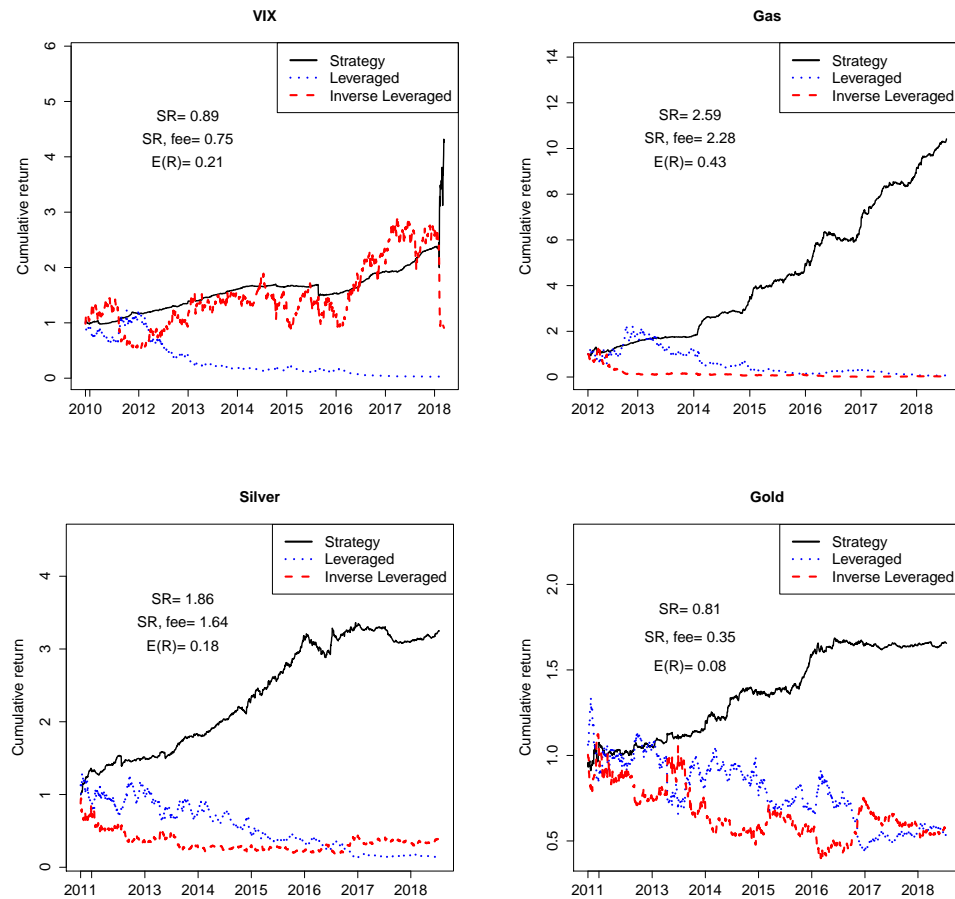 VIX
Cumulative return
6
5
4
3
2
1
0
Strategy
Leveraged
Inverse Leveraged
SR= 0.89
SR, fee= 0.75
E(R)= 0.21
2010 2012 2013 2014 2015 2016 2017 2018
Gas
Cumulative return
14
12
10
8
6
4
2
0
Strategy
Leveraged
Inverse Leveraged
SR= 2.59
SR, fee= 2.28
E(R)= 0.43
2012 2013 2014 2015 2016 2017 2018
Silver
Cumulative return
4
3
2
1
0
Strategy
Leveraged
Inverse Leveraged
SR= 1.86
SR, fee= 1.64
E(R)= 0.18
2011 2013 2014 2015 2016 2017 2018
Gold
Cumulative return
2.0
1.5
1.0
0.5
Strategy
Leveraged
Inverse Leveraged
SR= 0.81
SR, fee= 0.35
E(R)= 0.08
2011 2013 2014 2015 2016 2017 2018